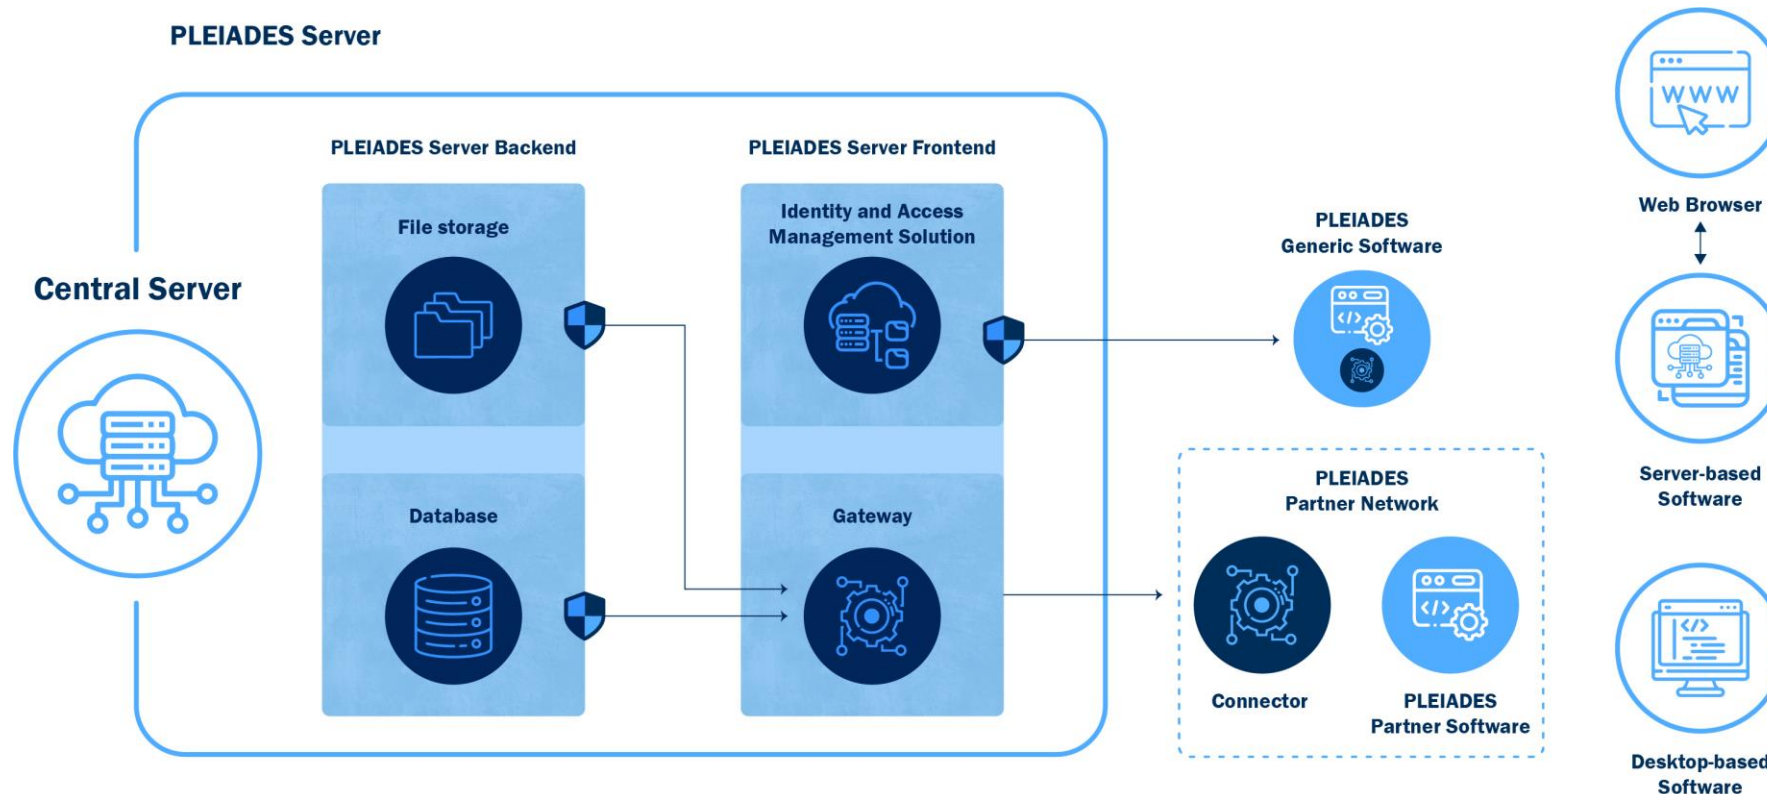 PLEIADES Server
PLEIADES Server Backend
PLEIADES Server Frontend
File storage
Identity and Access
Management Solution
Central Server
Database
Gateway
PLEIADES
Generic Software
PLEIADES
Partner Network
Connector
PLEIADES
Partner Software
WWW
Web Browser
Server-based
Software
Desktop-based
Software